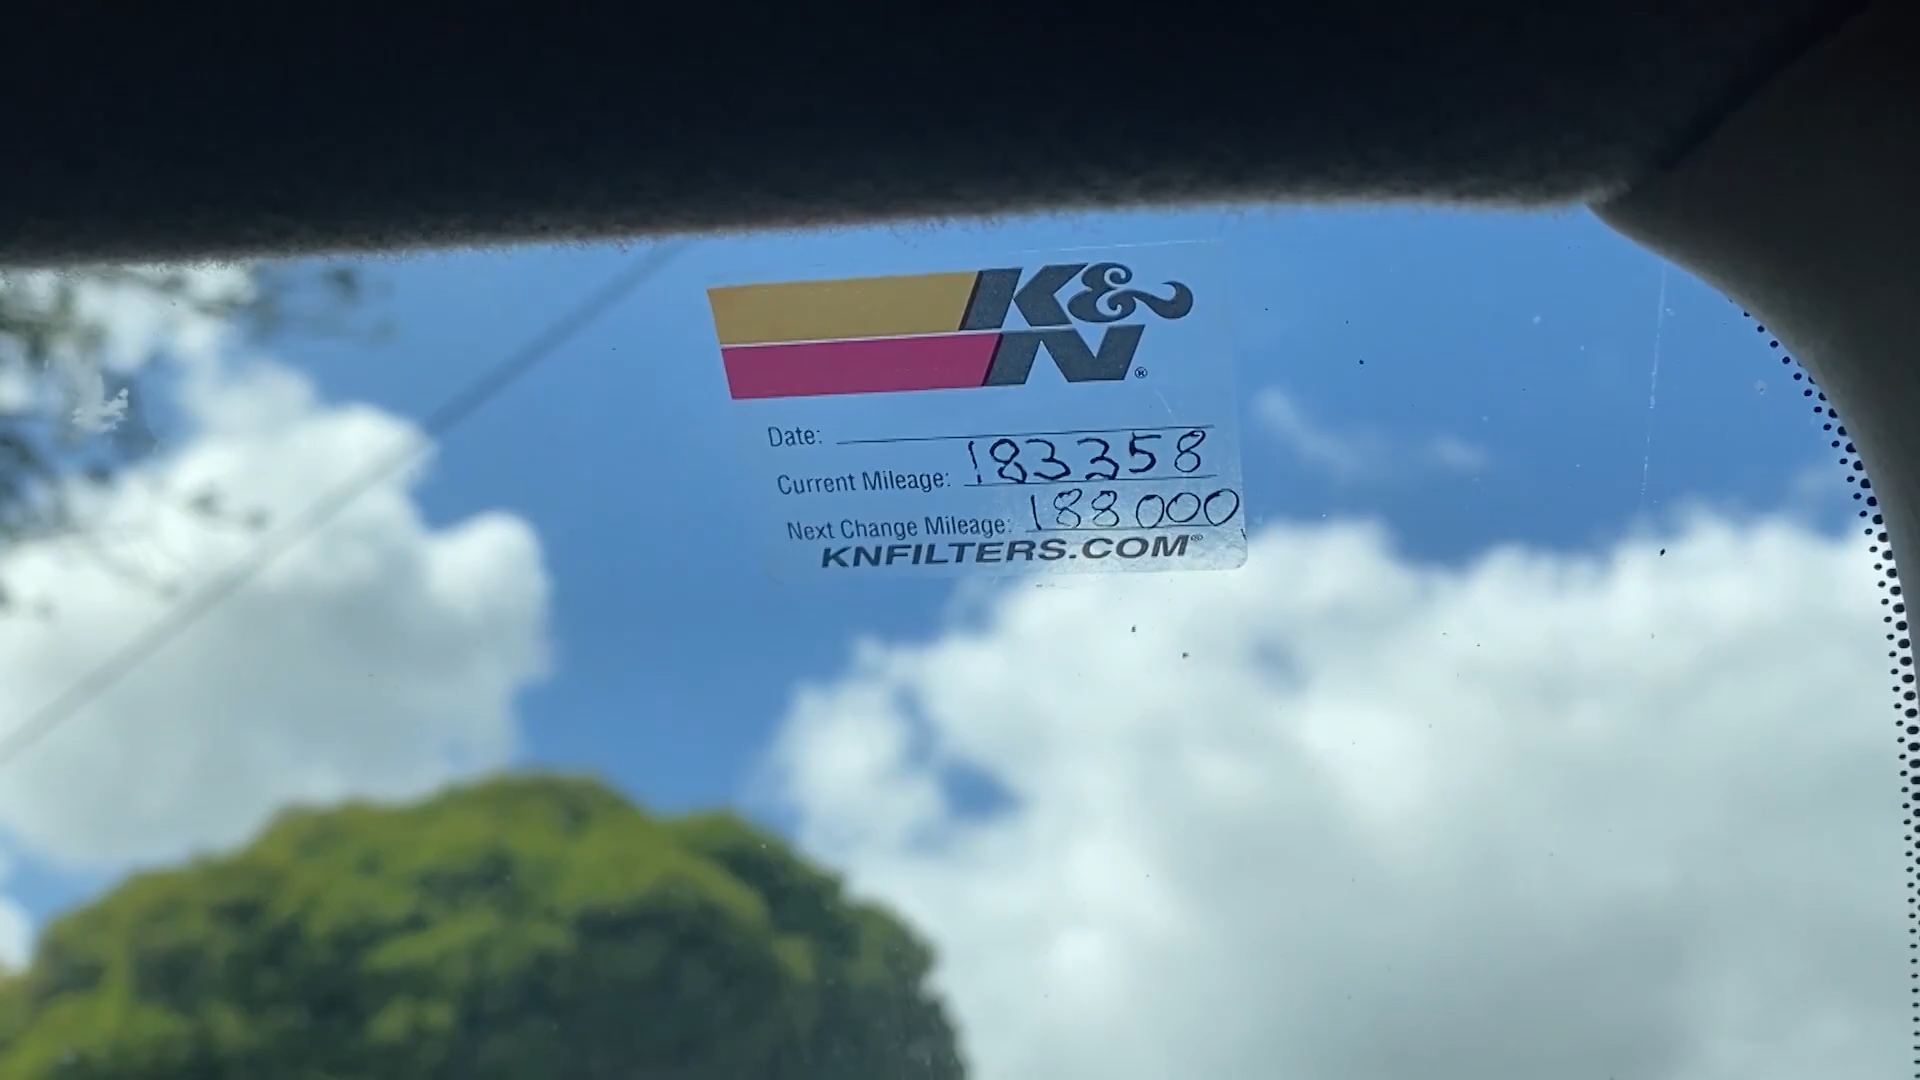 K&N®
Date:
Current Mileage: 183358
Next Change Mileage: 188000
KNFILTERS.COM®